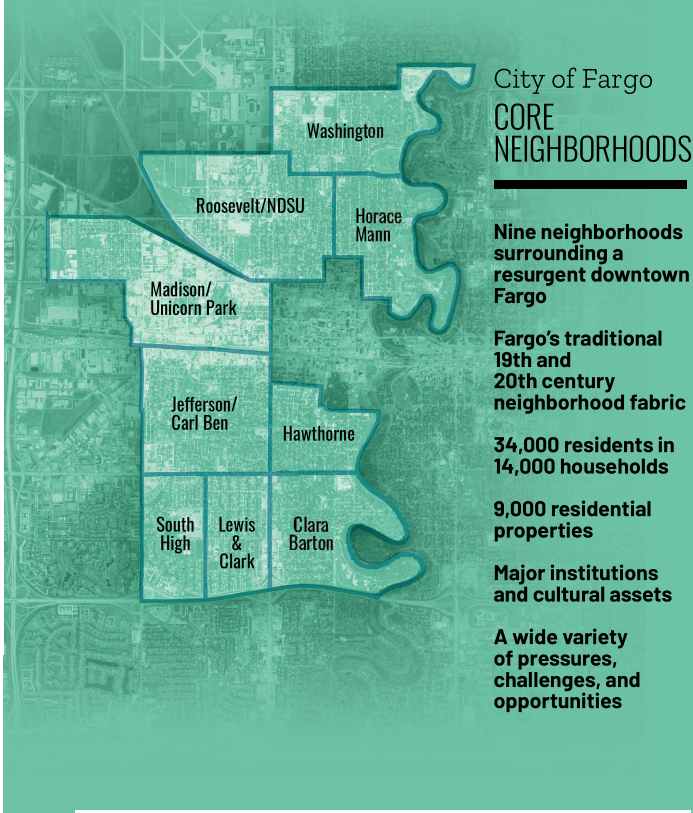 City of Fargo
CORE
NEIGHBORHOODS
Washington
Roosevelt/NDSU
Horace
Mann
Madison/
Unicorn Park
Jefferson/
Carl Ben
Hawthorne
South
High
Lewis
&
Clark
Clara
Barton
Nine neighborhoods
surrounding a
resurgent downtown
Fargo
Fargo’s traditional
19th and
20th century
neighborhood fabric
34,000 residents in
14,000 households
9,000 residential
properties
Major institutions
and cultural assets
A wide variety
of pressures,
challenges, and
opportunities